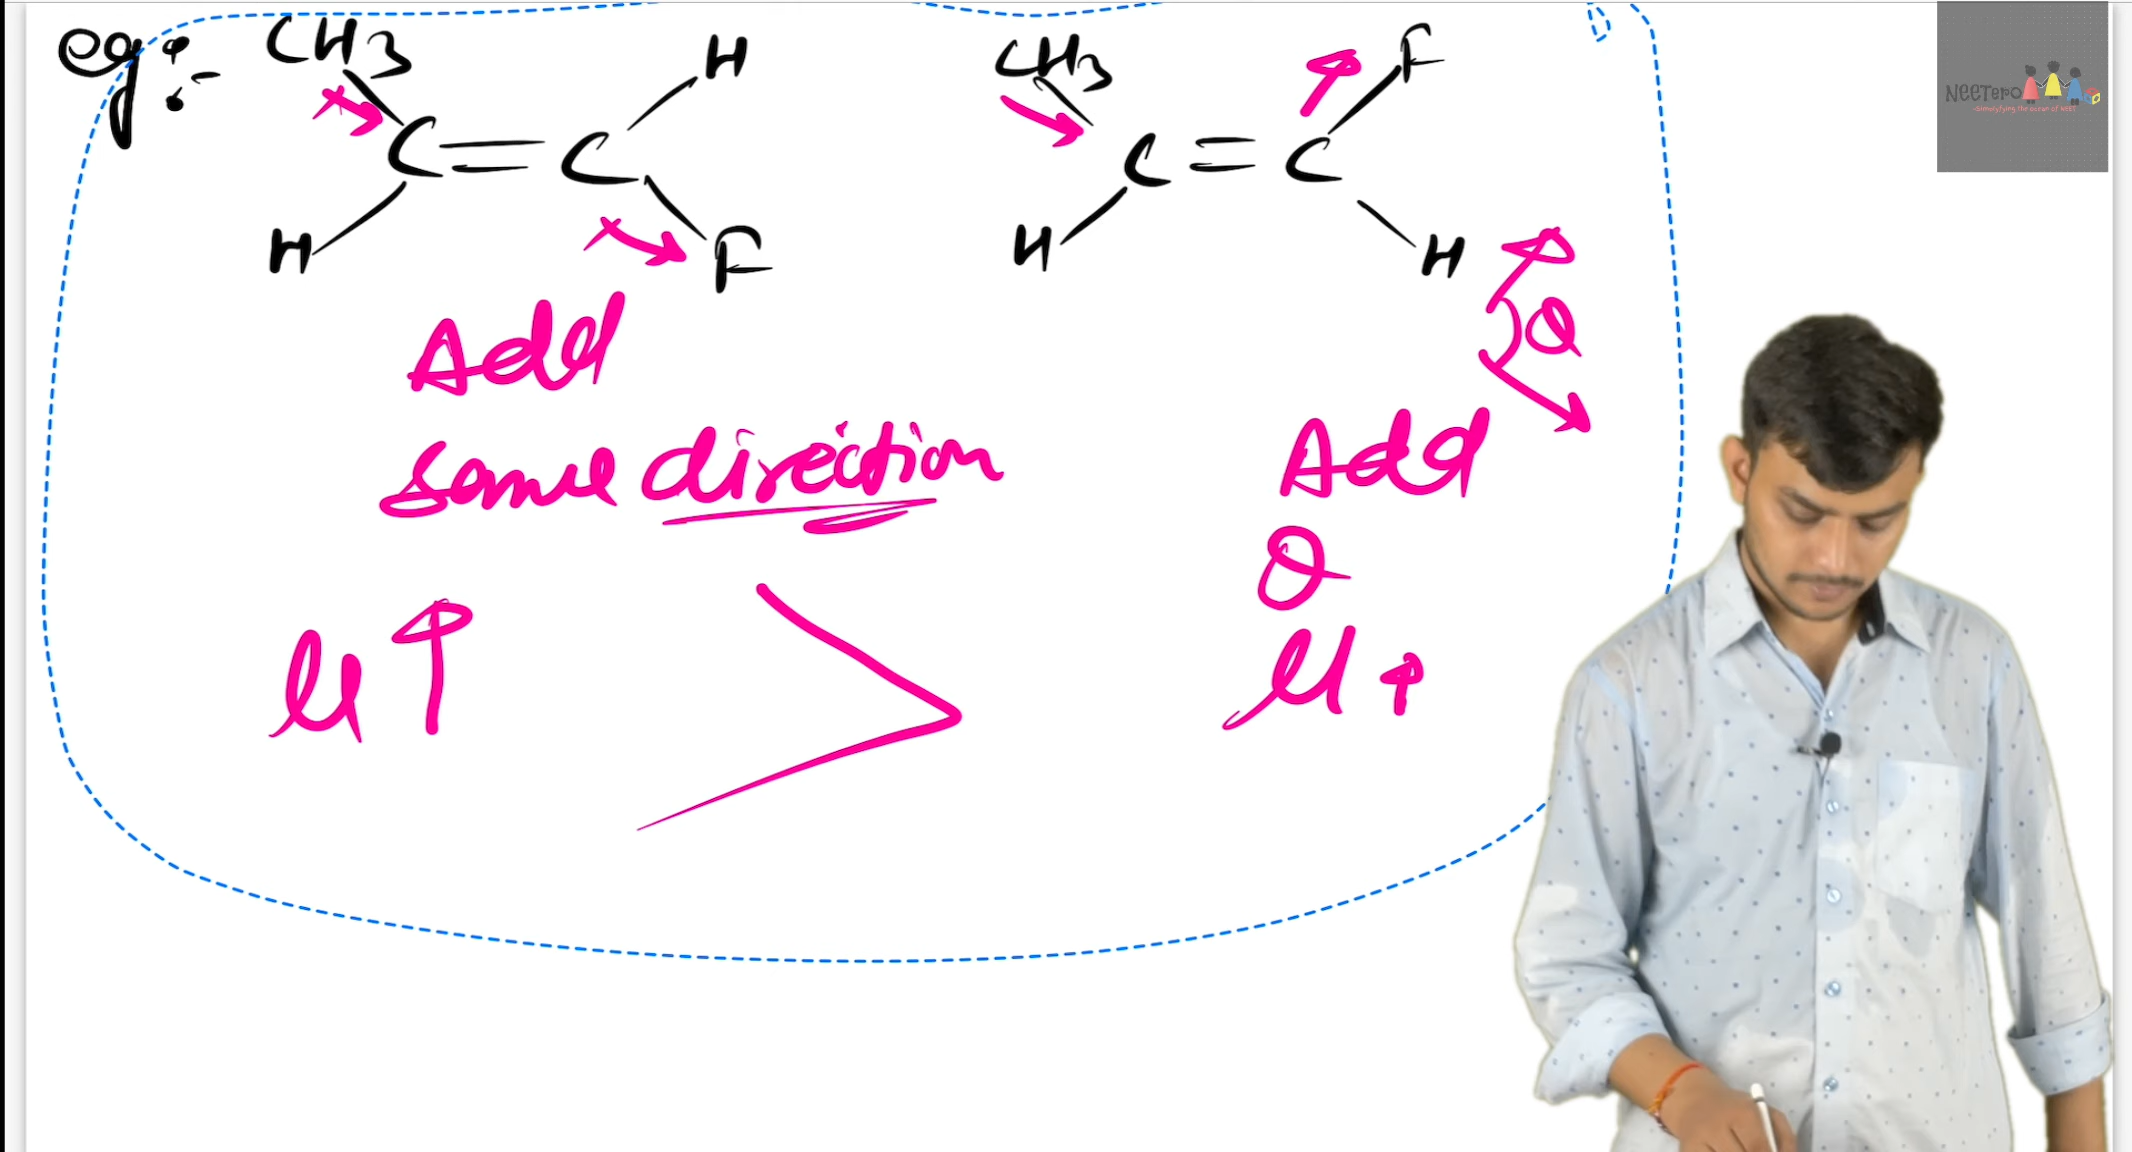 eg:-
CH3 H
C=C
H F
CH3 F
C=C
H H
θ
Add
same direction
μ↑
>
Add
θ
μ↑
NEETero